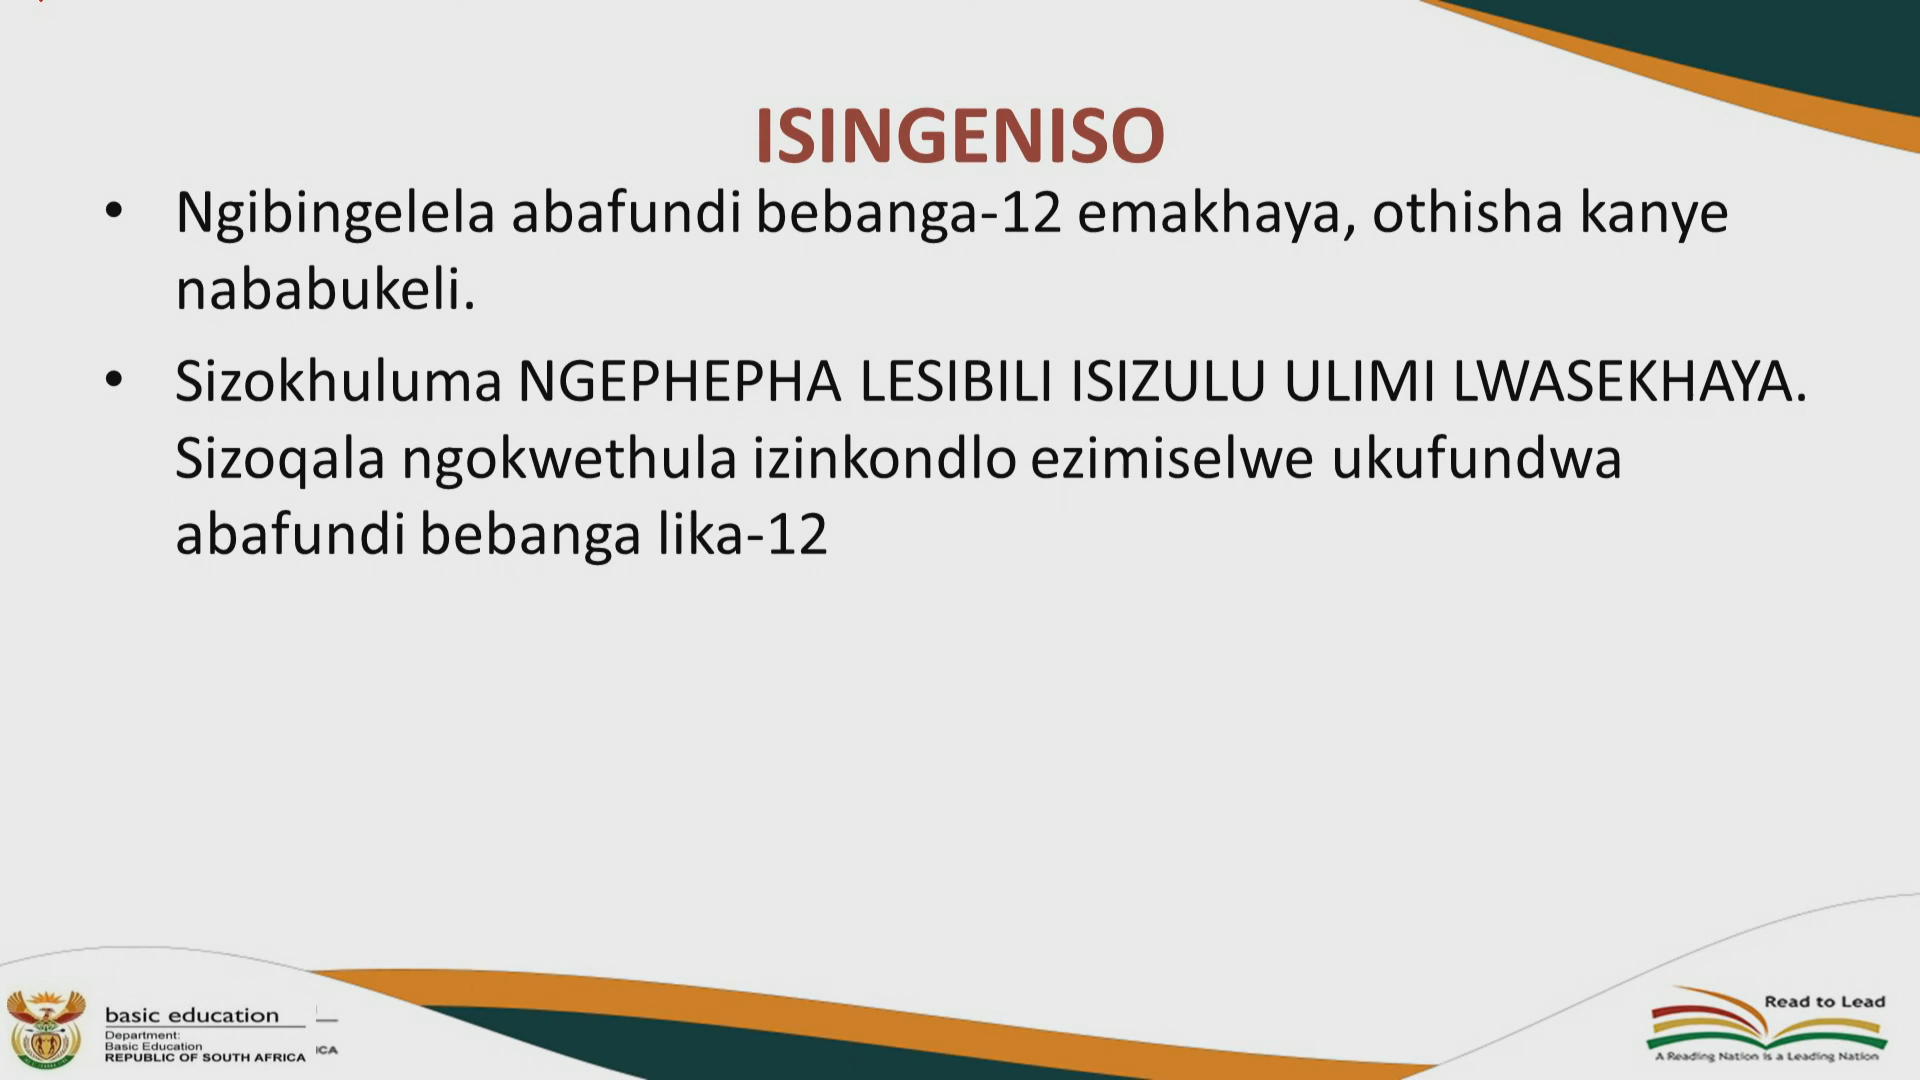 ISINGENISO
• Ngibingelela abafundi bebanga-12 emakhaya, othisha kanye
nababukeli.
• Sizokhuluma NGEPHEPHA LESIBILI ISIZULU ULIMI LWASEKHAYA.
Sizoqala ngokwethula izinkondlo ezimiselwe ukufundwa
abafundi bebanga lika-12
basic education
Department:
Basic Education
REPUBLIC OF SOUTH AFRICA
ICA
Read to Lead
A Reading Nation is a Leading Nation